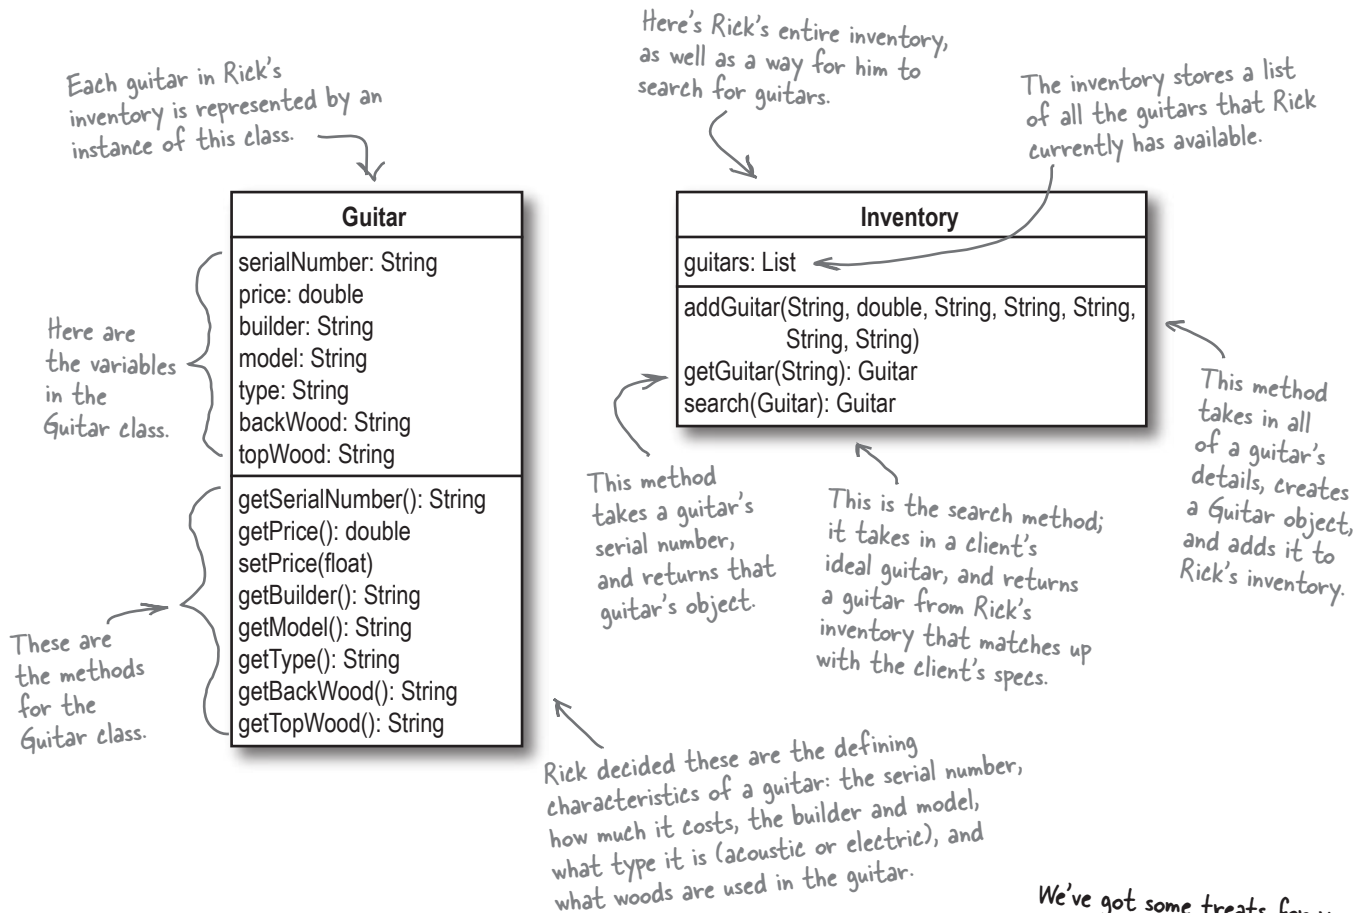 Each guitar in Rick's
inventory is represented by an
instance of this class.
Here's Rick's entire inventory,
as well as a way for him to
search for guitars.
The inventory stores a list
of all the guitars that Rick
currently has available.
Guitar
serialNumber: String
price: double
builder: String
model: String
type: String
backWood: String
topWood: String
getSerialNumber(): String
getPrice(): double
setPrice(float)
getBuilder(): String
getModel(): String
getType(): String
getBackWood(): String
getTopWood(): String
Here are
the variables
in the
Guitar class.
These are
the methods
for the
Guitar class.
Inventory
guitars: List
addGuitar(String, double, String, String, String,
String, String)
getGuitar(String): Guitar
search(Guitar): Guitar
This method
takes a guitar's
serial number,
and returns that
guitar's object.
This is the search method;
it takes in a client's
ideal guitar, and returns
a guitar from Rick's
inventory that matches up
with the client's specs.
This method
takes in all
of a guitar's
details, creates
a Guitar object,
and adds it to
Rick's inventory.
Rick decided these are the defining
characteristics of a guitar: the serial number,
how much it costs, the builder and model,
what type it is (acoustic or electric), and
what woods are used in the guitar.
We've got some treats for